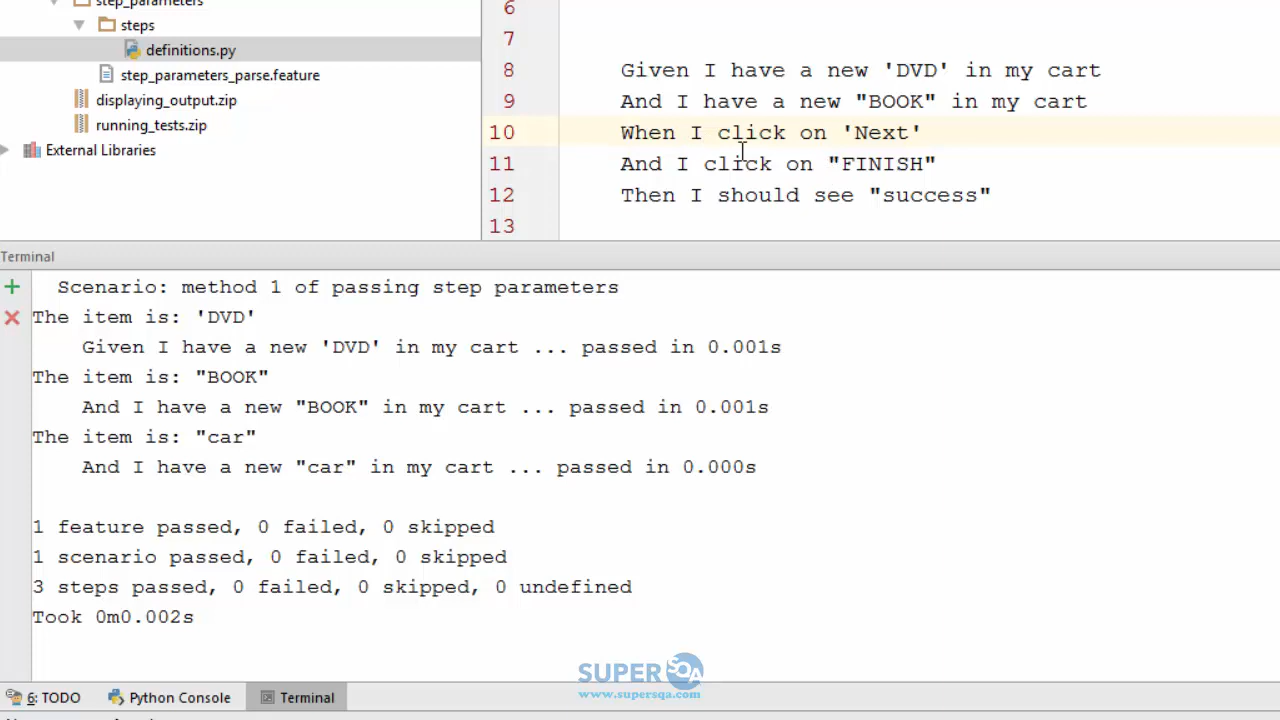 step_parameters
steps
definitions.py
step_parameters_parse.feature
displaying_output.zip
running_tests.zip
External Libraries
6
7
8 Given I have a new 'DVD' in my cart
9 And I have a new "BOOK" in my cart
10 When I click on 'Next'
11 And I click on "FINISH"
12 Then I should see "success"
13
Terminal
Scenario: method 1 of passing step parameters
The item is: 'DVD'
Given I have a new 'DVD' in my cart ... passed in 0.001s
The item is: "BOOK"
And I have a new "BOOK" in my cart ... passed in 0.001s
The item is: "car"
And I have a new "car" in my cart ... passed in 0.000s
1 feature passed, 0 failed, 0 skipped
1 scenario passed, 0 failed, 0 skipped
3 steps passed, 0 failed, 0 skipped, 0 undefined
Took 0m0.002s
SUPERSQA
www.supersqa.com
6: TODO Python Console Terminal